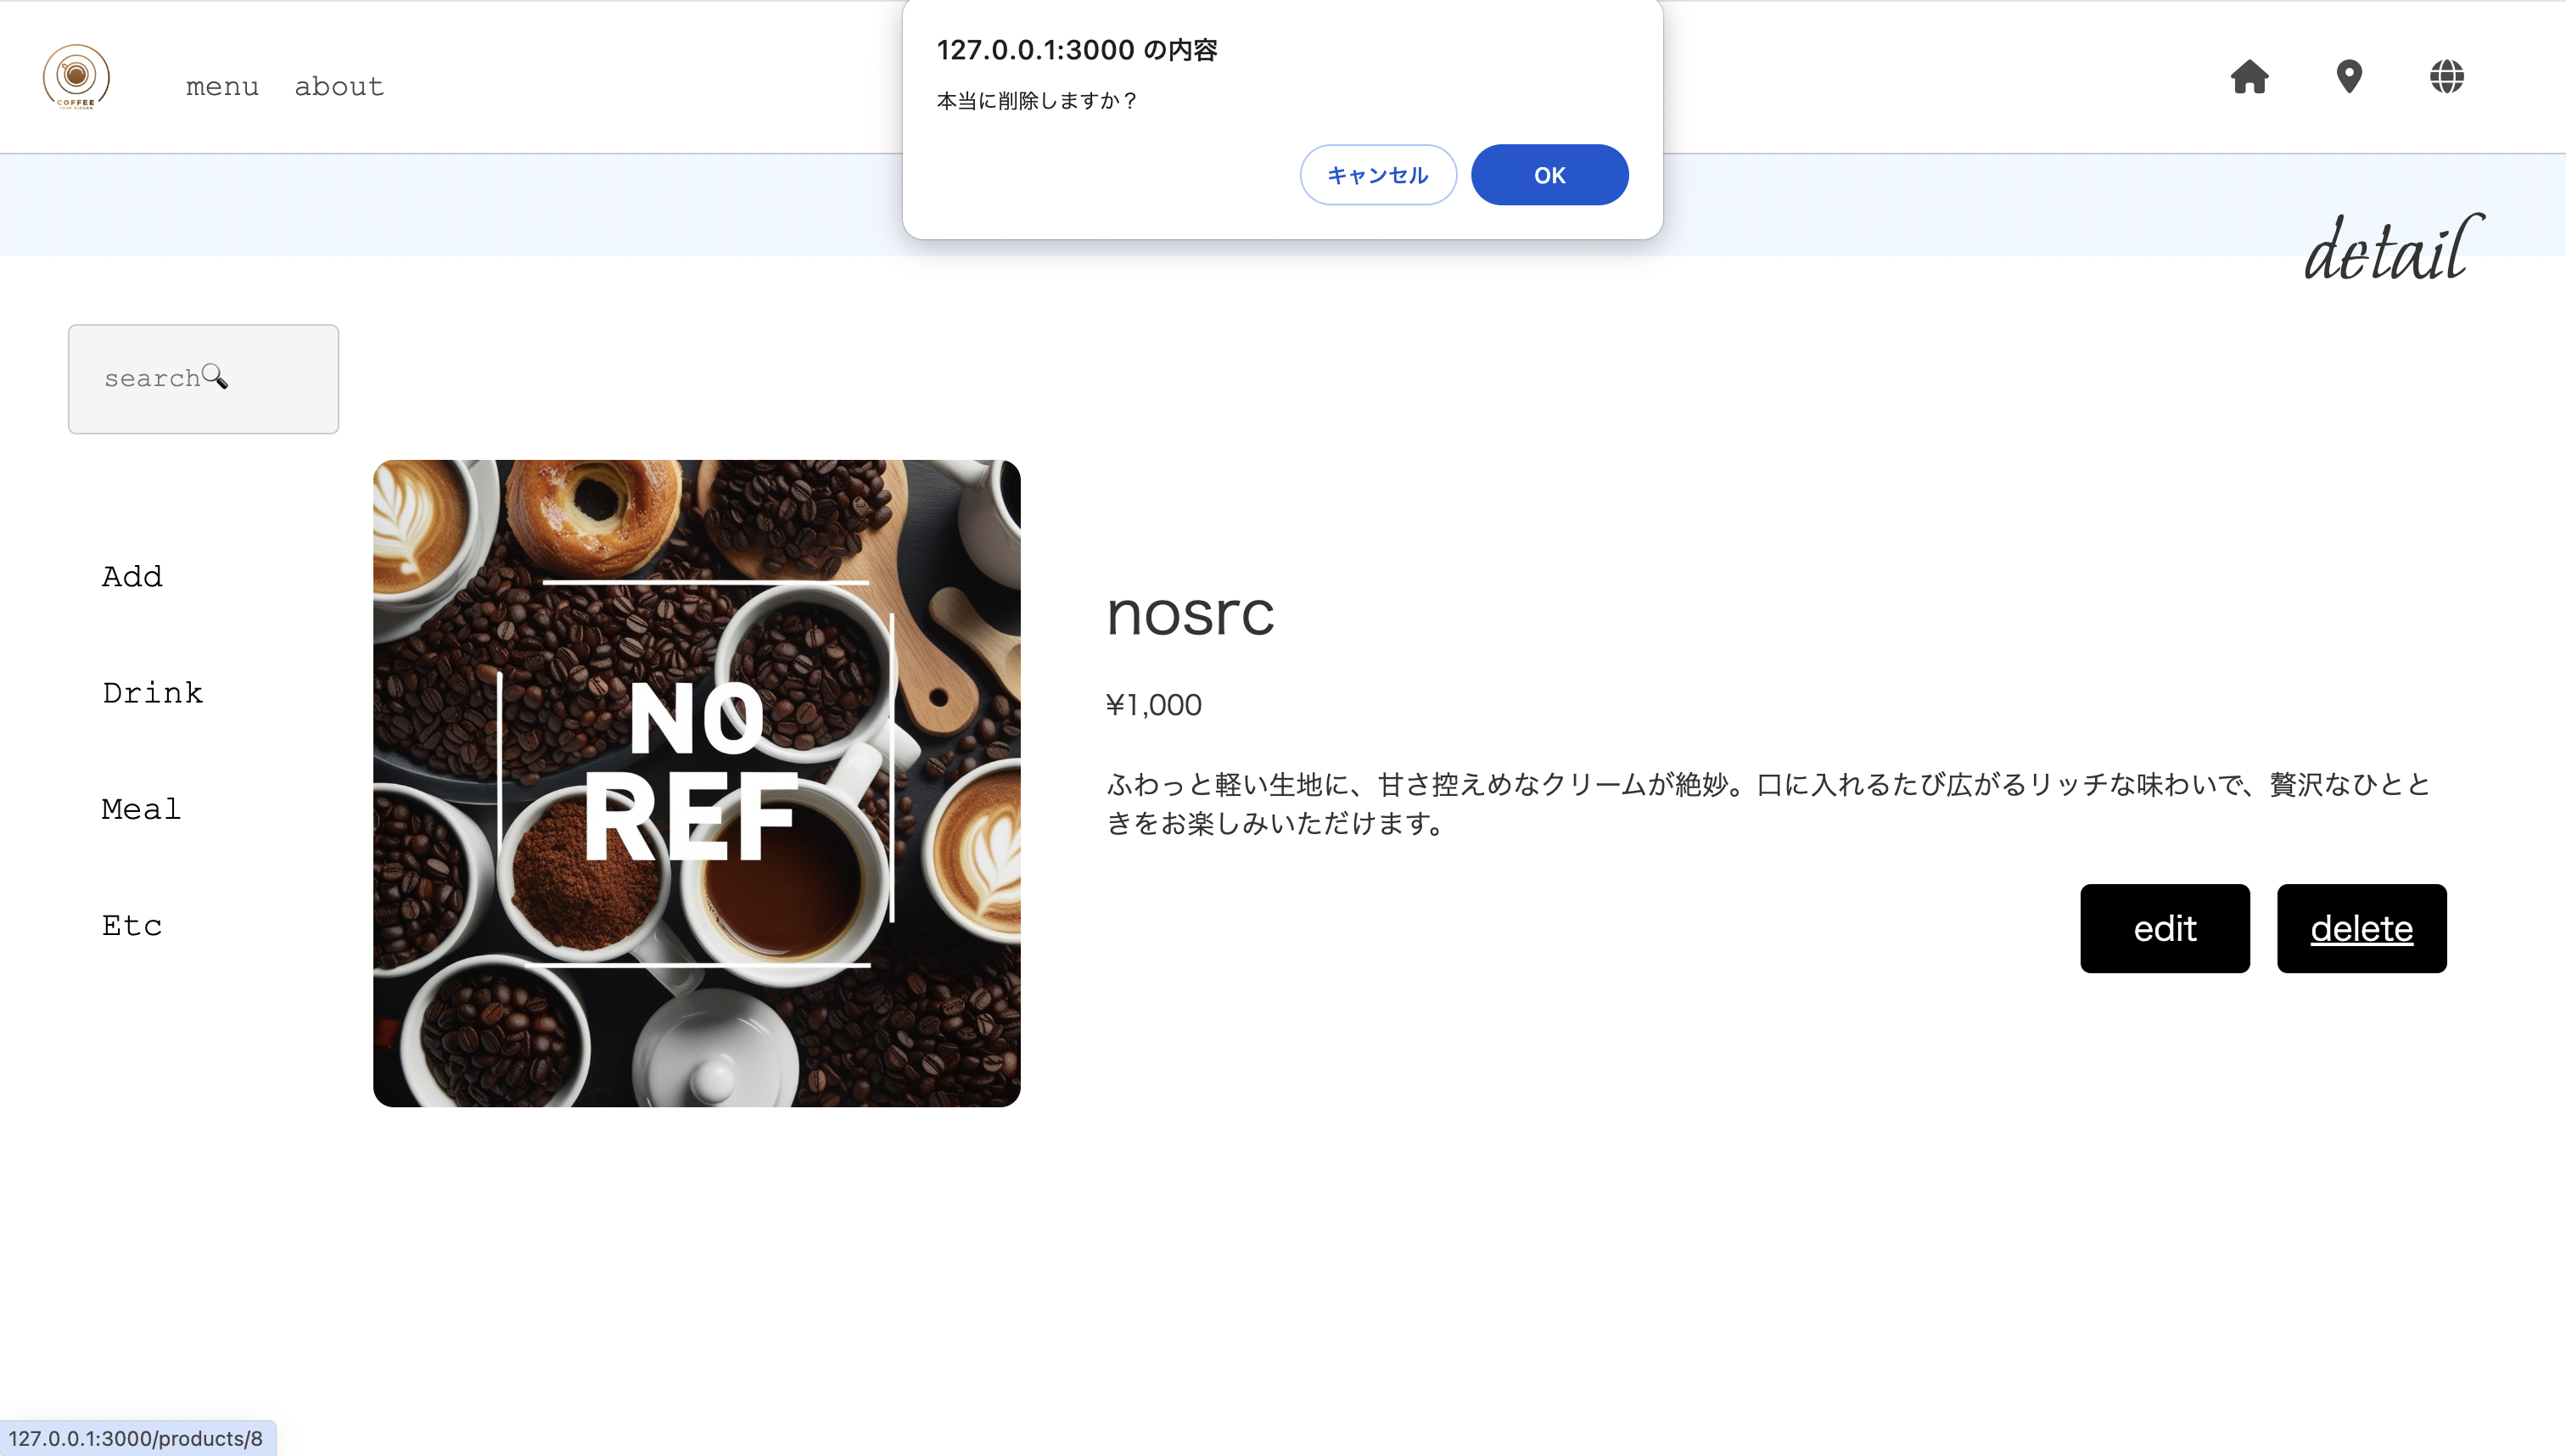 127.0.0.1:3000 の内容
本当に削除しますか？
キャンセル
OK
COFFEE
menu
about
detail
search🔍
Add
Drink
Meal
Etc
NO
REF
nosrc
¥1,000
ふわっと軽い生地に、甘さ控えめなクリームが絶妙。口に入れるたび広がるリッチな味わいで、贅沢なひとと
きをお楽しみいただけます。
edit
delete
127.0.0.1:3000/products/8